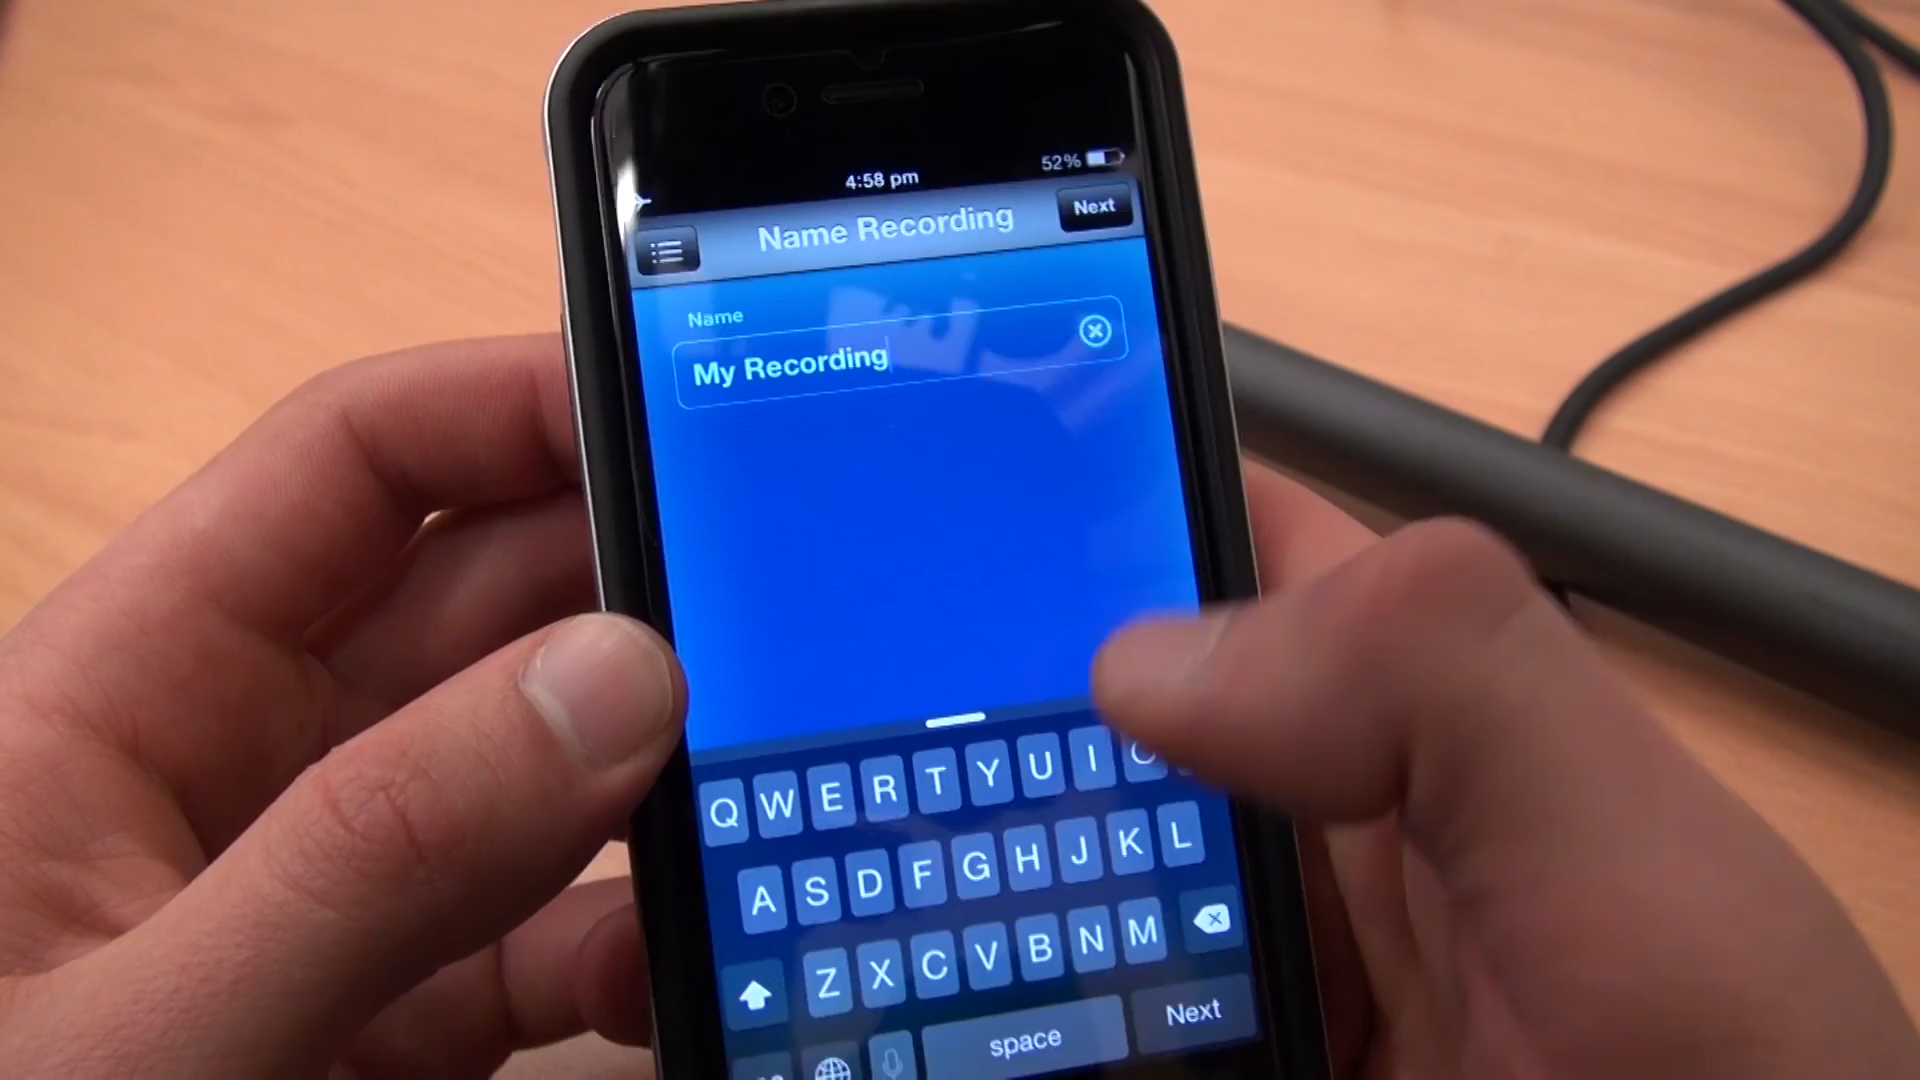 52%
4:58 pm
Name Recording
Next
Name
My Recording
Q W E R T Y U I
A S D F G H J K L
Z X C V B N M
space
Next